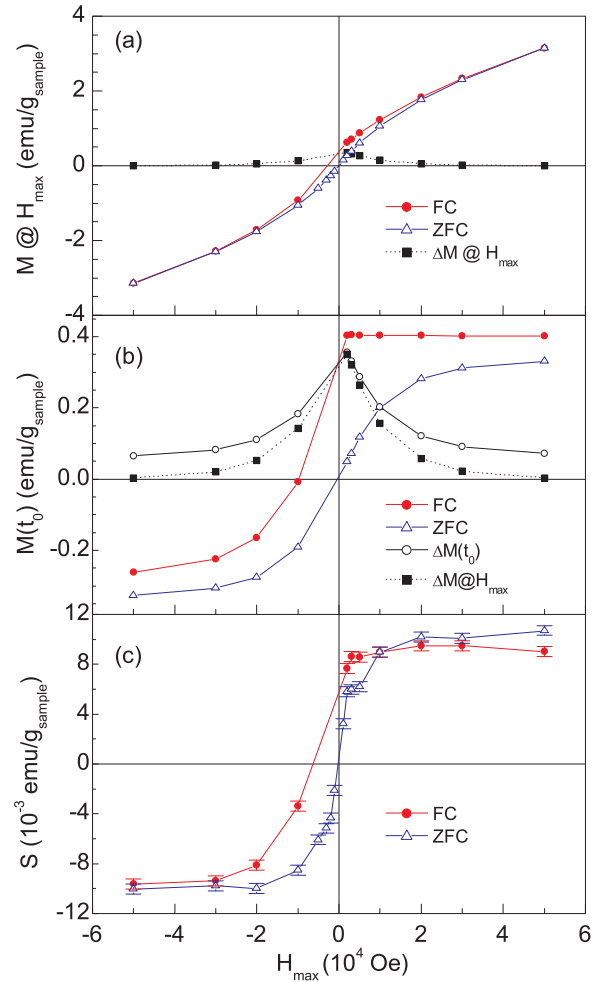 (a)
M @ H_max (emu/g_sample)
4
2
0
-2
-4
FC
ZFC
ΔM @ H_max
(b)
M(t_0) (emu/g_sample)
0.4
0.2
0.0
-0.2
FC
ZFC
ΔM(t_0)
ΔM@H_max
(c)
S (10^-3 emu/g_sample)
12
8
4
0
-4
-8
-12
FC
ZFC
-6 -4 -2 0 2 4 6
H_max (10^4 Oe)